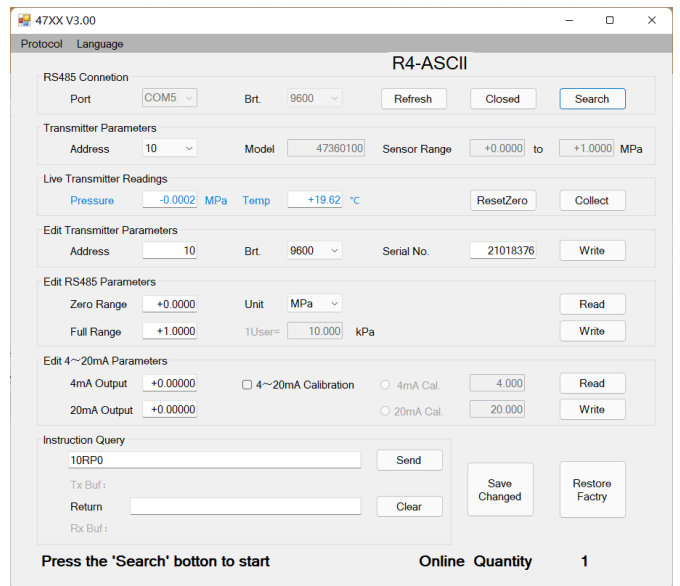 47XX V3.00
Protocol Language
R4-ASCII
RS485 Connetion
Port COM5 Brt. 9600 Refresh Closed Search
Transmitter Parameters
Address 10 Model 47360100 Sensor Range +0.0000 to +1.0000 MPa
Live Transmitter Readings
Pressure -0.0002 MPa Temp +19.62 °C ResetZero Collect
Edit Transmitter Parameters
Address 10 Brt. 9600 Serial No. 21018376 Write
Edit RS485 Parameters
Zero Range +0.0000 Unit MPa Read
Full Range +1.0000 1User= 10.000 kPa Write
Edit 4～20mA Parameters
4mA Output +0.00000 4～20mA Calibration 4mA Cal. 4.000 Read
20mA Output +0.00000 20mA Cal. 20.000 Write
Instruction Query
10RP0 Send
Tx Buf:
Return Clear
Rx Buf:
Save Changed
Restore Factry
Press the 'Search' botton to start Online Quantity 1